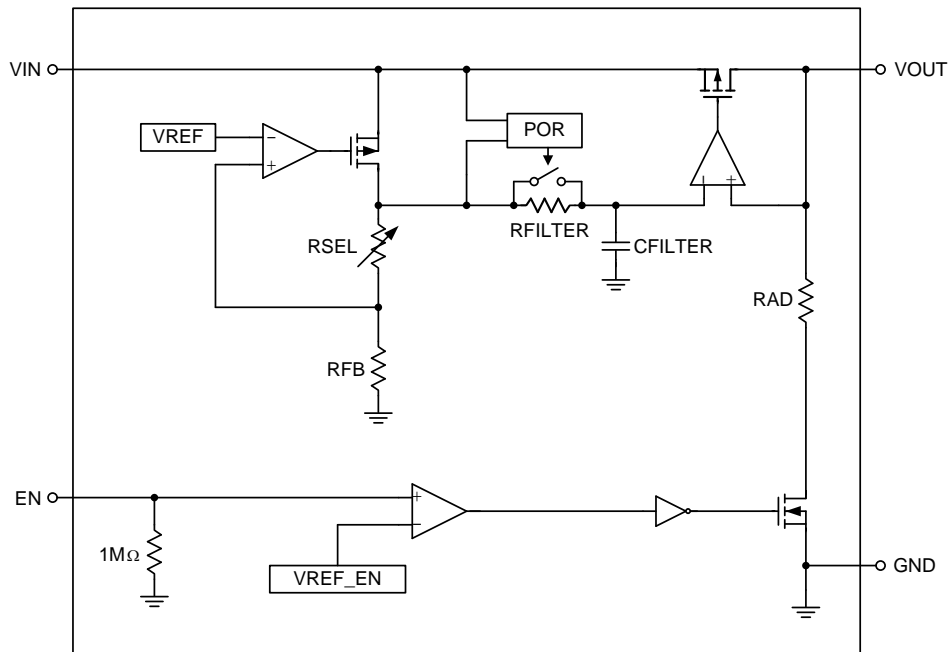 VIN
VOUT
VREF
−
+
POR
− +
RFILTER
CFILTER
RSEL
RAD
RFB
EN
+
−
1MΩ
VREF_EN
GND